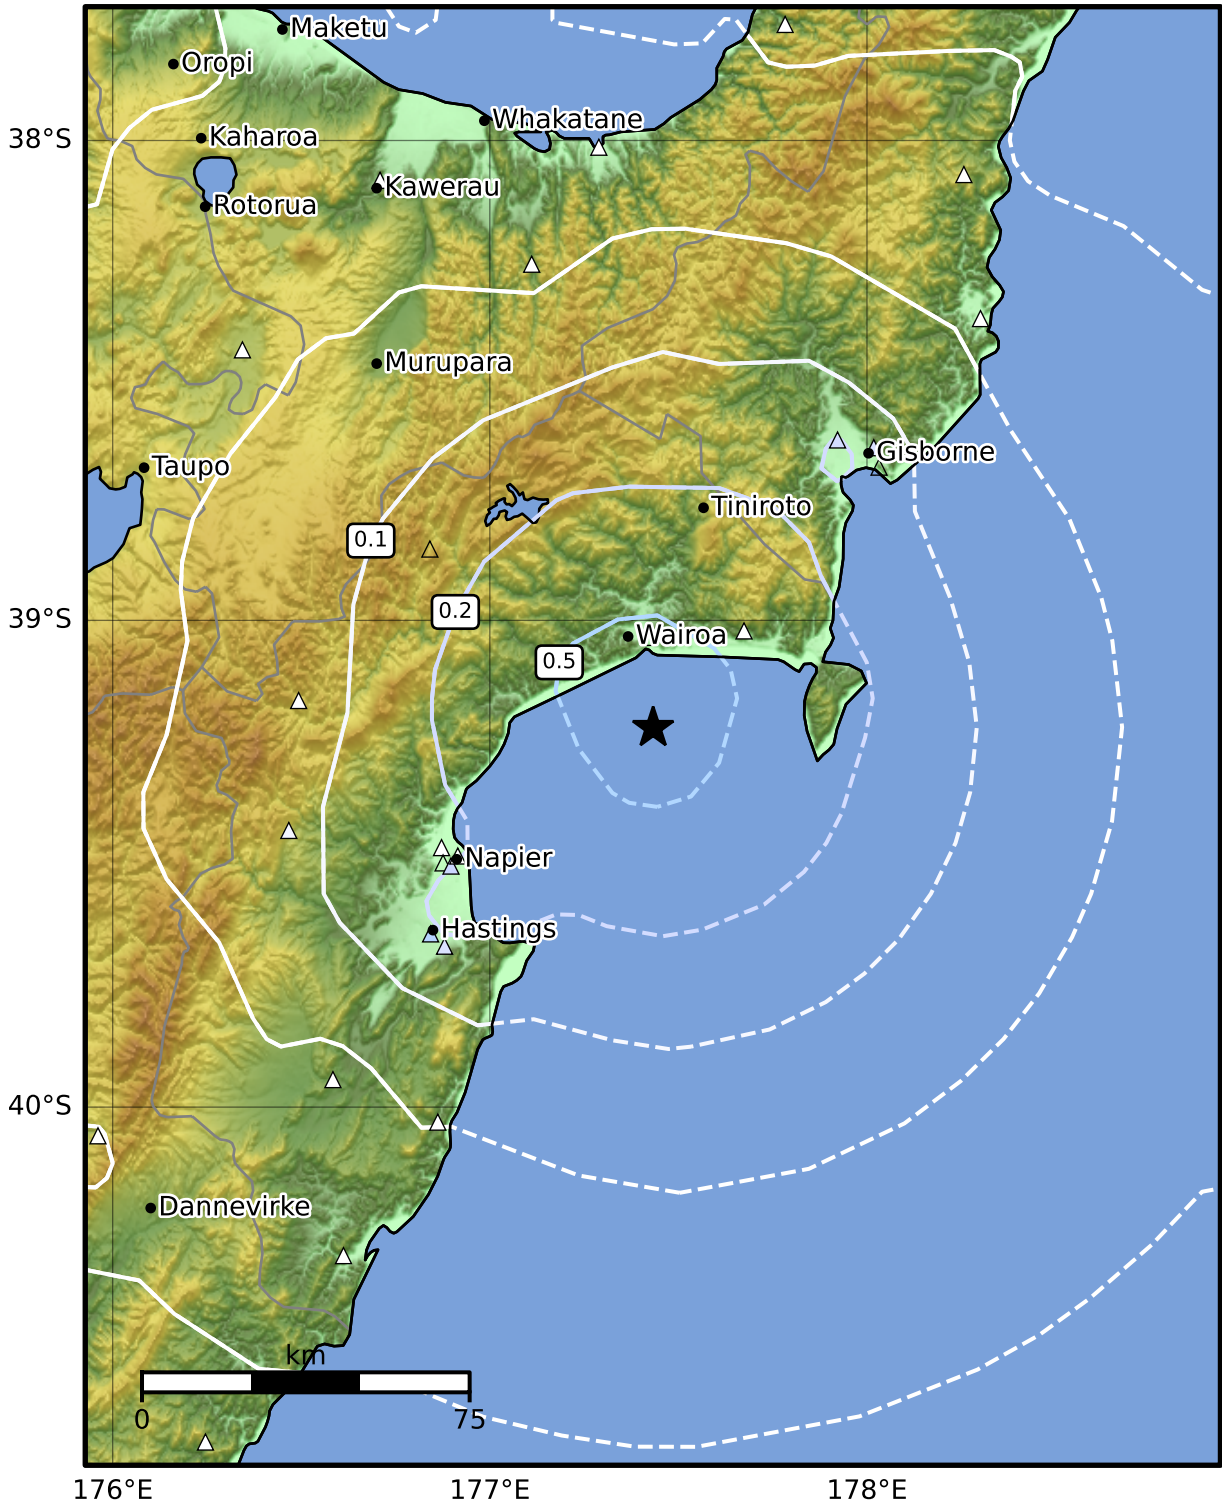 Maketu
Oropi
Whakatane
38°S
Kaharoa
Kawerau
Rotorua
Murupara
Gisborne
Taupo
Tiniroto
0.1
0.2
39°S
Wairoa
0.5
Napier
Hastings
40°S
Dannevirke
km
0
75
176°E
177°E
178°E